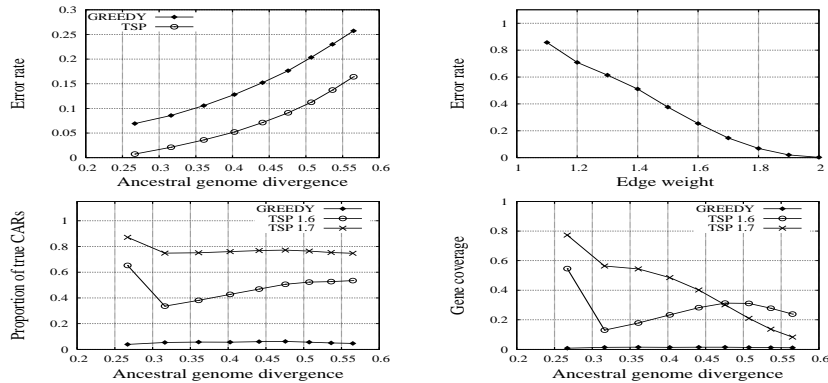 0.3
0.25
0.2
0.15
0.1
0.05
0
GREEDY
TSP
Error rate
0.2 0.25 0.3 0.35 0.4 0.45 0.5 0.55 0.6
Ancestral genome divergence
1
0.8
0.6
0.4
0.2
0
Error rate
1 1.2 1.4 1.6 1.8 2
Edge weight
1
0.8
0.6
0.4
0.2
0
GREEDY
TSP 1.6
TSP 1.7
Proportion of true CARs
0.2 0.25 0.3 0.35 0.4 0.45 0.5 0.55 0.6
Ancestral genome divergence
1
0.8
0.6
0.4
0.2
0
GREEDY
TSP 1.6
TSP 1.7
Gene coverage
0.2 0.25 0.3 0.35 0.4 0.45 0.5 0.55 0.6
Ancestral genome divergence